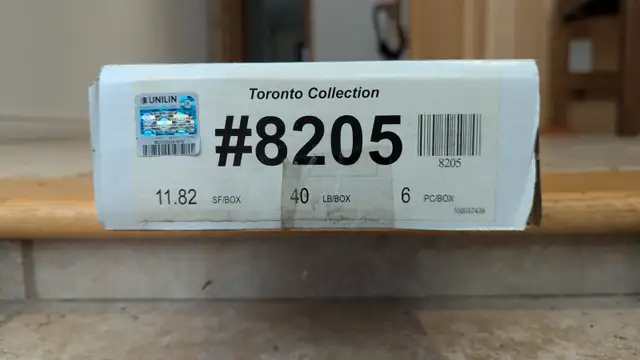 UNILIN
Toronto Collection
#8205
8205
11.82 SF/BOX 40 LB/BOX 6 PC/BOX